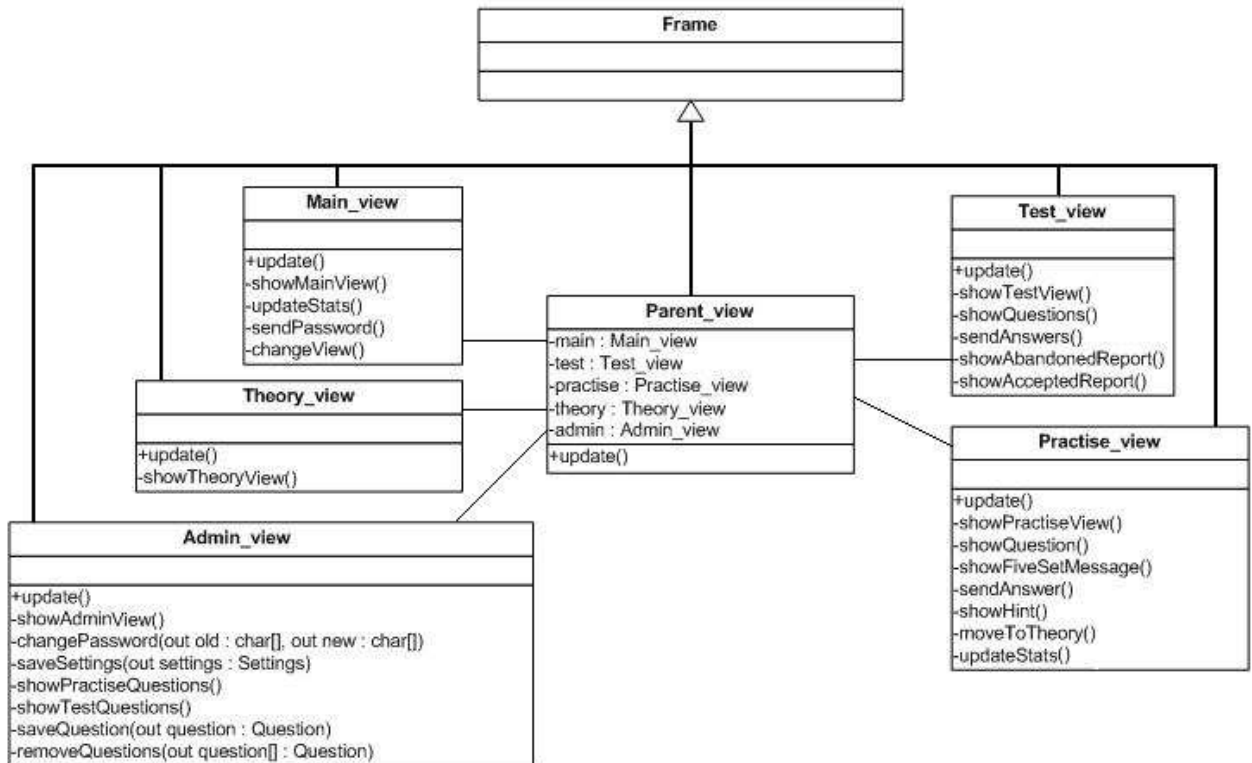 Frame
Main_view
+update()
-showMainView()
-updateStats()
-sendPassword()
-changeView()
Test_view
+update()
-showTestView()
-showQuestions()
-sendAnswers()
-showAbandonedReport()
-showAcceptedReport()
Parent_view
-main : Main_view
-test : Test_view
-practise : Practise_view
-theory : Theory_view
-admin : Admin_view
+update()
Theory_view
+update()
-showTheoryView()
Practise_view
+update()
-showPractiseView()
-showQuestion()
-showFiveSetMessage()
-sendAnswer()
-showHint()
-moveToTheory()
-updateStats()
Admin_view
+update()
-showAdminView()
-changePassword(out old : char[], out new : char[])
-saveSettings(out settings : Settings)
-showPractiseQuestions()
-showTestQuestions()
-saveQuestion(out question : Question)
-removeQuestions(out question[] : Question)